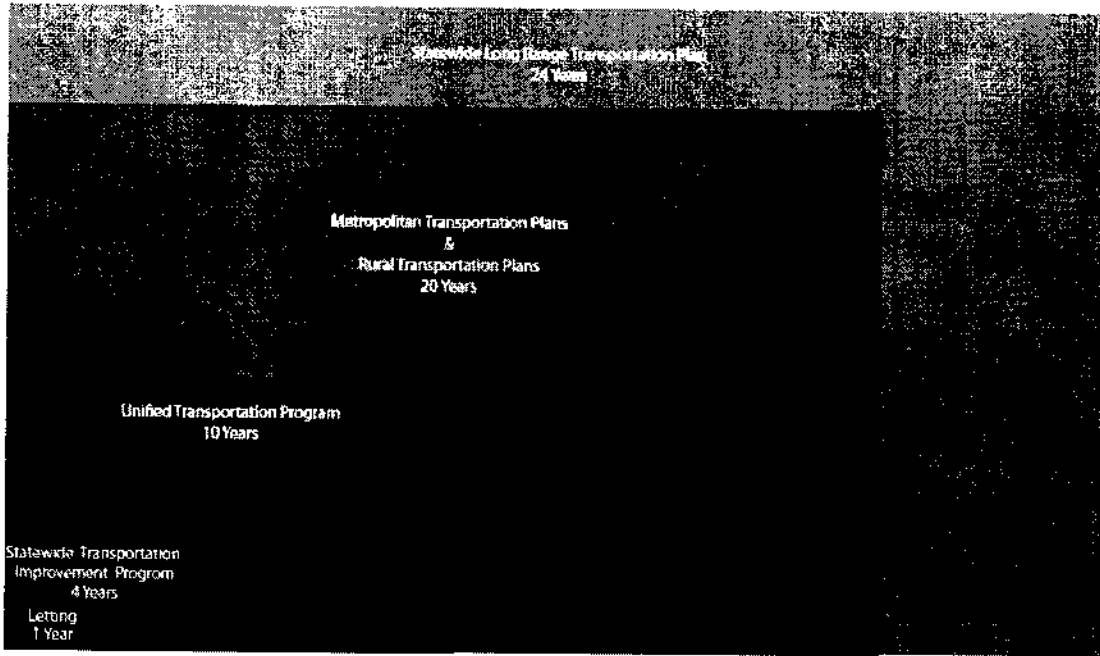 Statewide Long Range Transportation Plan
24 Years
Metropolitan Transportation Plans
&
Rural Transportation Plans
20 Years
Unified Transportation Program
10 Years
Statewide Transportation
Improvement Program
4 Years
Letting
1 Year